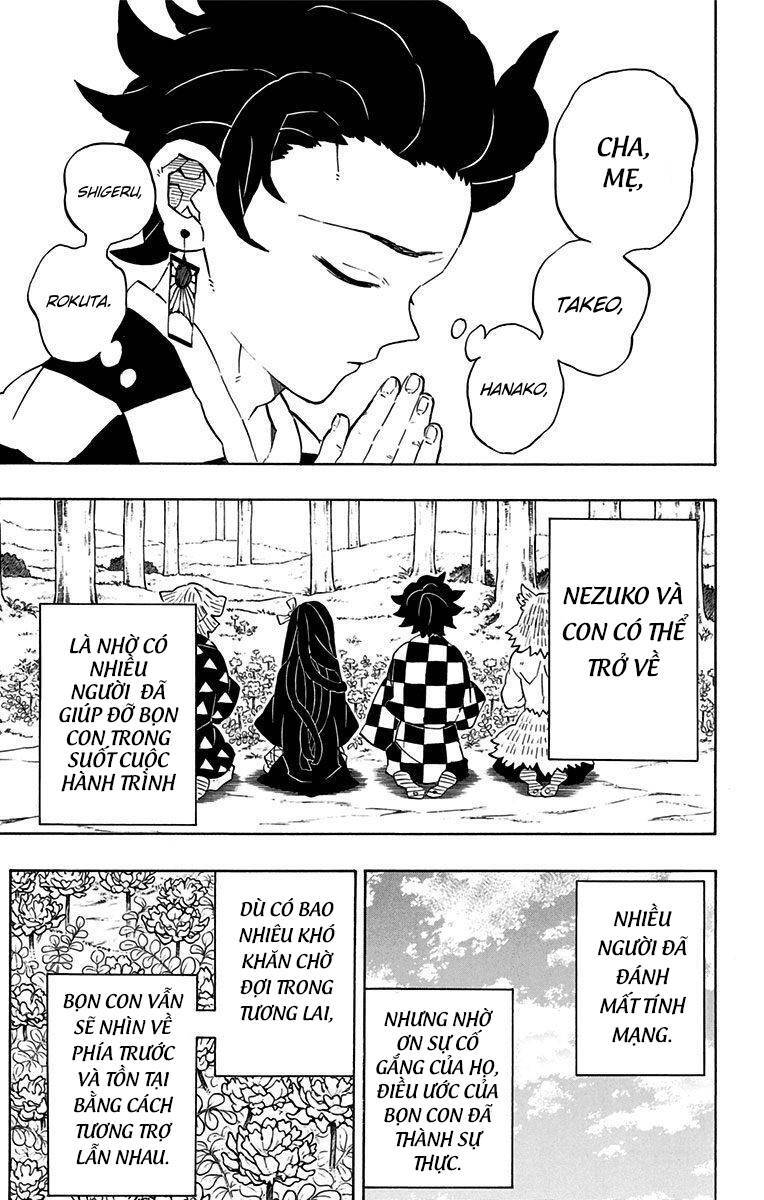 CHA,
MẸ,
TAKEO,
HANAKO,
SHIGERU,
ROKUTA.
NEZUKO VÀ
CON CÓ THỂ
TRỞ VỀ
LÀ NHỜ CÓ
NHIỀU
NGƯỜI ĐÃ
GIÚP ĐỠ BỌN
CON TRONG
SUỐT CUỘC
HÀNH TRÌNH
NHIỀU
NGƯỜI ĐÃ
ĐÁNH
MẤT TÍNH
MẠNG.
NHƯNG NHỜ
ƠN SỰ CỐ
GẮNG CỦA HỌ,
ĐIỀU ƯỚC CỦA
BỌN CON ĐÃ
THÀNH SỰ
THỰC.
DÙ CÓ BAO
NHIÊU KHÓ
KHĂN CHỜ
ĐỢI TRONG
TƯƠNG LAI,
BỌN CON VẪN
SẼ NHÌN VỀ
PHÍA TRƯỚC
VÀ TỒN TẠI
BẰNG CÁCH
TƯƠNG TRỢ
LẪN NHAU.